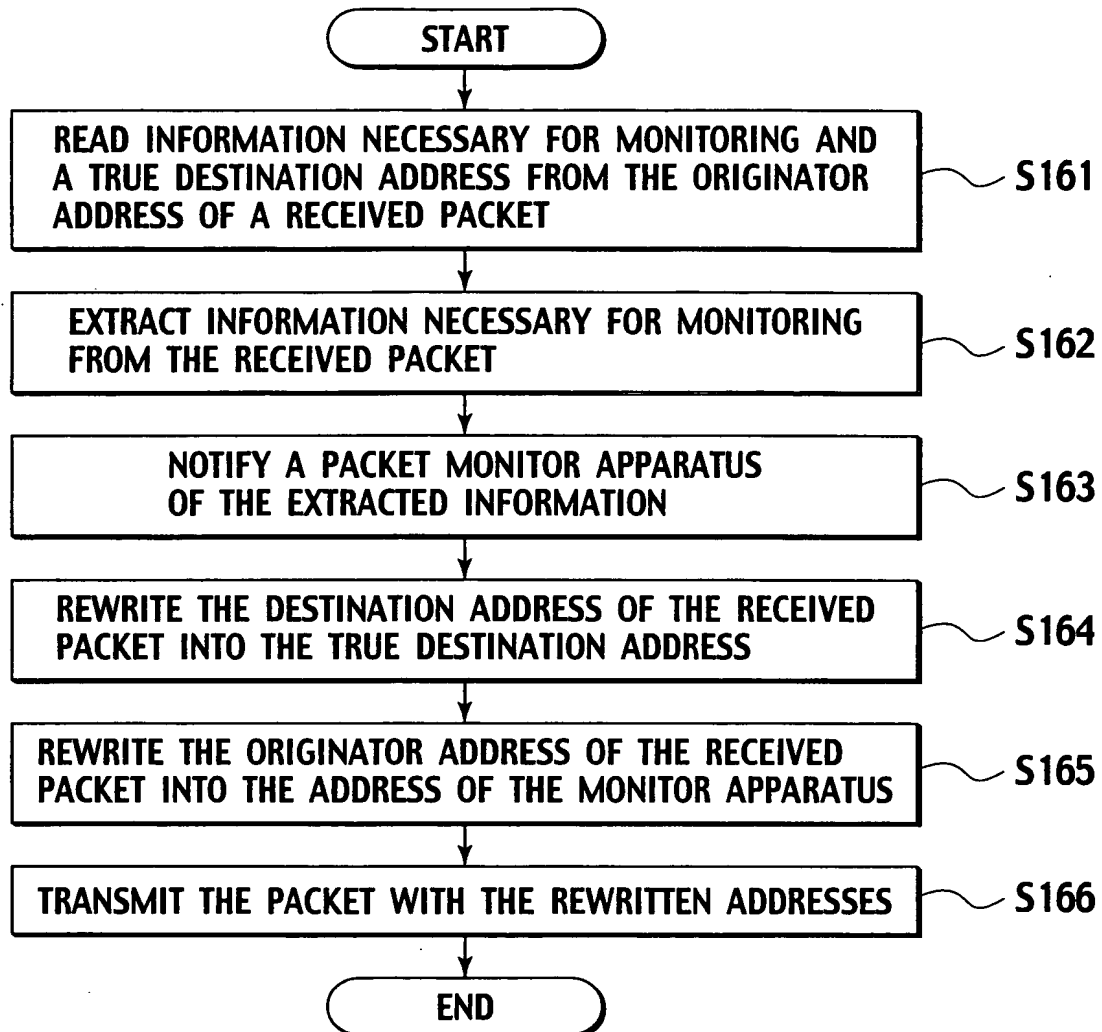 START
READ INFORMATION NECESSARY FOR MONITORING AND
A TRUE DESTINATION ADDRESS FROM THE ORIGINATOR
ADDRESS OF A RECEIVED PACKET
S161
EXTRACT INFORMATION NECESSARY FOR MONITORING
FROM THE RECEIVED PACKET
S162
NOTIFY A PACKET MONITOR APPARATUS
OF THE EXTRACTED INFORMATION
S163
REWRITE THE DESTINATION ADDRESS OF THE RECEIVED
PACKET INTO THE TRUE DESTINATION ADDRESS
S164
REWRITE THE ORIGINATOR ADDRESS OF THE RECEIVED
PACKET INTO THE ADDRESS OF THE MONITOR APPARATUS
S165
TRANSMIT THE PACKET WITH THE REWRITTEN ADDRESSES
S166
END